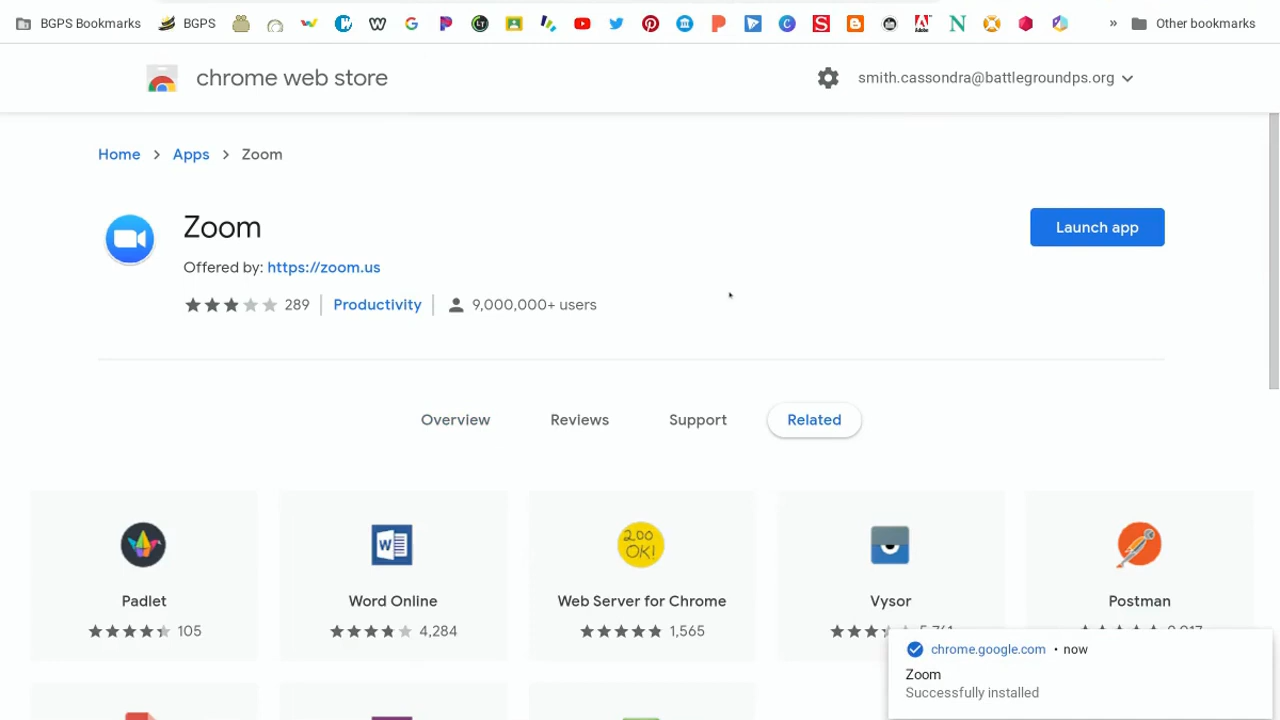 BGPS Bookmarks
BGPS
Other bookmarks
chrome web store
smith.cassondra@battlegroundps.org
Home > Apps > Zoom
Zoom
Launch app
Offered by: https://zoom.us
289
Productivity
9,000,000+ users
Overview
Reviews
Support
Related
200
OK!
Padlet
Word Online
Web Server for Chrome
Vysor
Postman
105
4,284
1,565
chrome.google.com • now
Zoom
Successfully installed